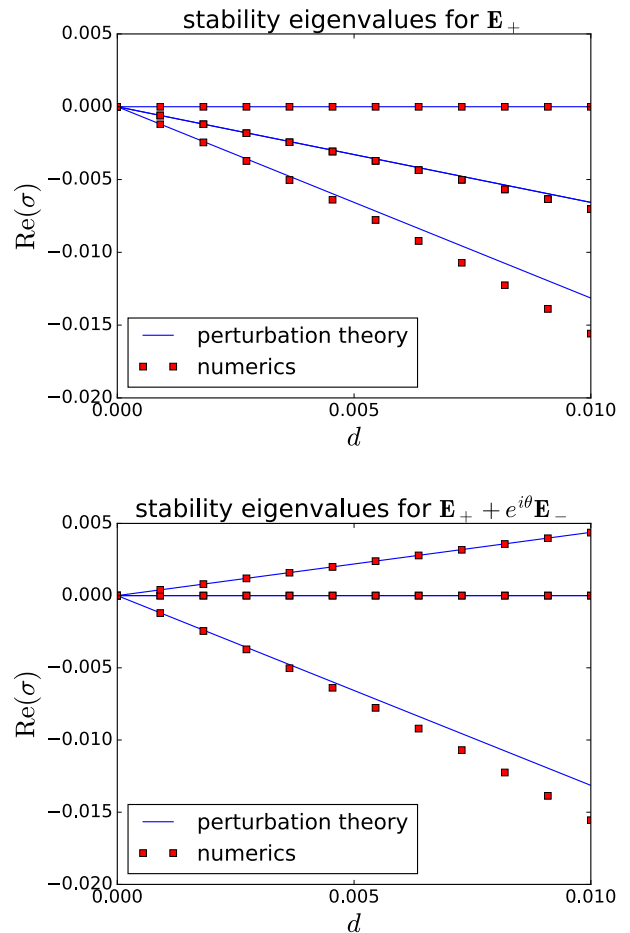 stability eigenvalues for E₊
0.005
0.000
−0.005
−0.010
−0.015
−0.020
Re(σ)
perturbation theory
numerics
0.000 0.005 0.010
d
stability eigenvalues for E₊ + e^{iθ}E₋
0.005
0.000
−0.005
−0.010
−0.015
−0.020
Re(σ)
perturbation theory
numerics
0.000 0.005 0.010
d